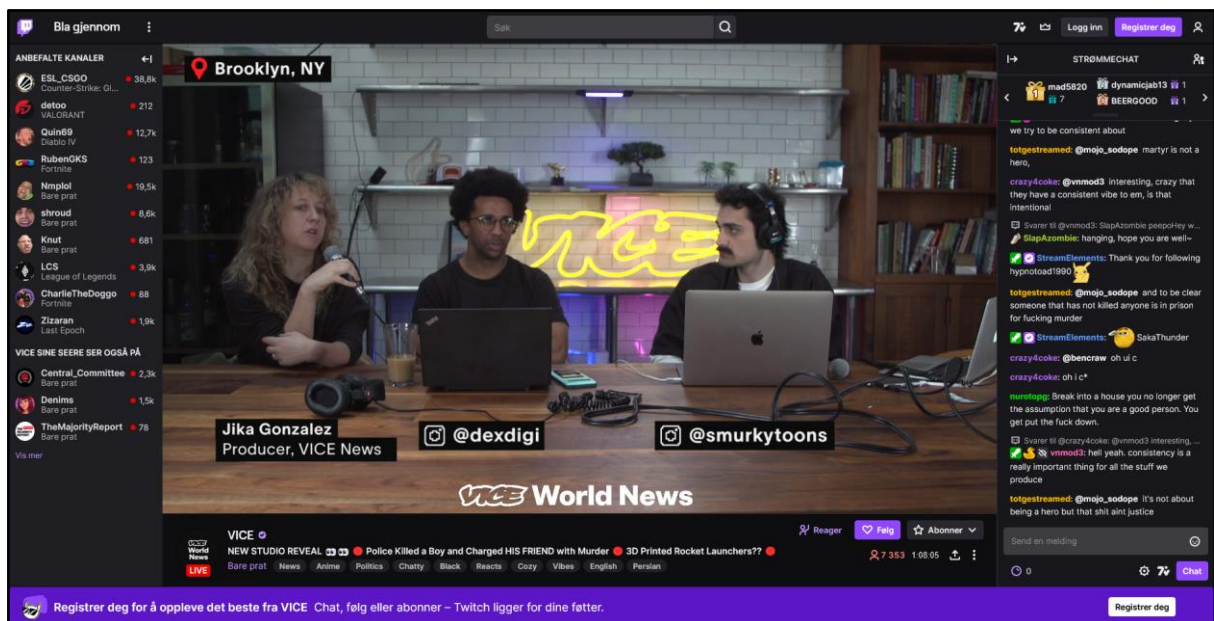 Bla gjennom
Søk
Logg inn
Registrer deg
ANBEFALTE KANALER
ESL_CSGO
Counter-Strike: Gl...
38,8k
detoo
VALORANT
212
Quin69
Diablo IV
12,7k
RubenGKS
Fortnite
123
Nmplol
Bare prat
19,5k
shroud
Bare prat
8,6k
Knut
Bare prat
681
LCS
League of Legends
3,9k
CharlieTheDoggo
Fortnite
88
Zizaran
Last Epoch
1,9k
VICE SINE SEERE SER OGSÅ PÅ
Central_Committee
Bare prat
2,3k
Denims
Bare prat
1,5k
TheMajorityReport
Bare prat
78
Vis mer
Brooklyn, NY
VICE
Jika Gonzalez
Producer, VICE News
@dexdigi
@smurkytoons
VICE World News
VICE
World
News
LIVE
VICE
NEW STUDIO REVEAL 👀 👀 🔴 Police Killed a Boy and Charged HIS FRIEND with Murder 🔴 3D Printed Rocket Launchers?? 🔴
Bare prat News Anime Politics Chatty Black Reacts Cozy Vibes English Persian
Reager
Følg
Abonner
7 353 1:08:05
STRØMMECHAT
1 mad5820
7
dynamicjab13 1
BEERGOOD 1
we try to be consistent about
totgestreamed: @mojo_sodope martyr is not a
hero,
crazy4coke: @vnmod3 interesting, crazy that
they have a consistent vibe to em, is that
intentional
Svarer til @vnmod3: SlapAzombie peepoHey w...
SlapAzombie: hanging, hope you are well~
StreamElements: Thank you for following
hypnotoad1990
totgestreamed: @mojo_sodope and to be clear
someone that has not killed anyone is in prison
for fucking murder
StreamElements: SakaThunder
crazy4coke: @bencraw oh ui c
crazy4coke: oh i c*
nurotopg: Break into a house you no longer get
the assumption that you are a good person. You
get put the fuck down.
Svarer til @crazy4coke: @vnmod3 interesting, ...
vnmod3: hell yeah. consistency is a
really important thing for all the stuff we
produce
totgestreamed: @mojo_sodope it's not about
being a hero but that shit aint justice
Send en melding
0
Chat
Registrer deg for å oppleve det beste fra VICE Chat, følg eller abonner – Twitch ligger for dine føtter.
Registrer deg